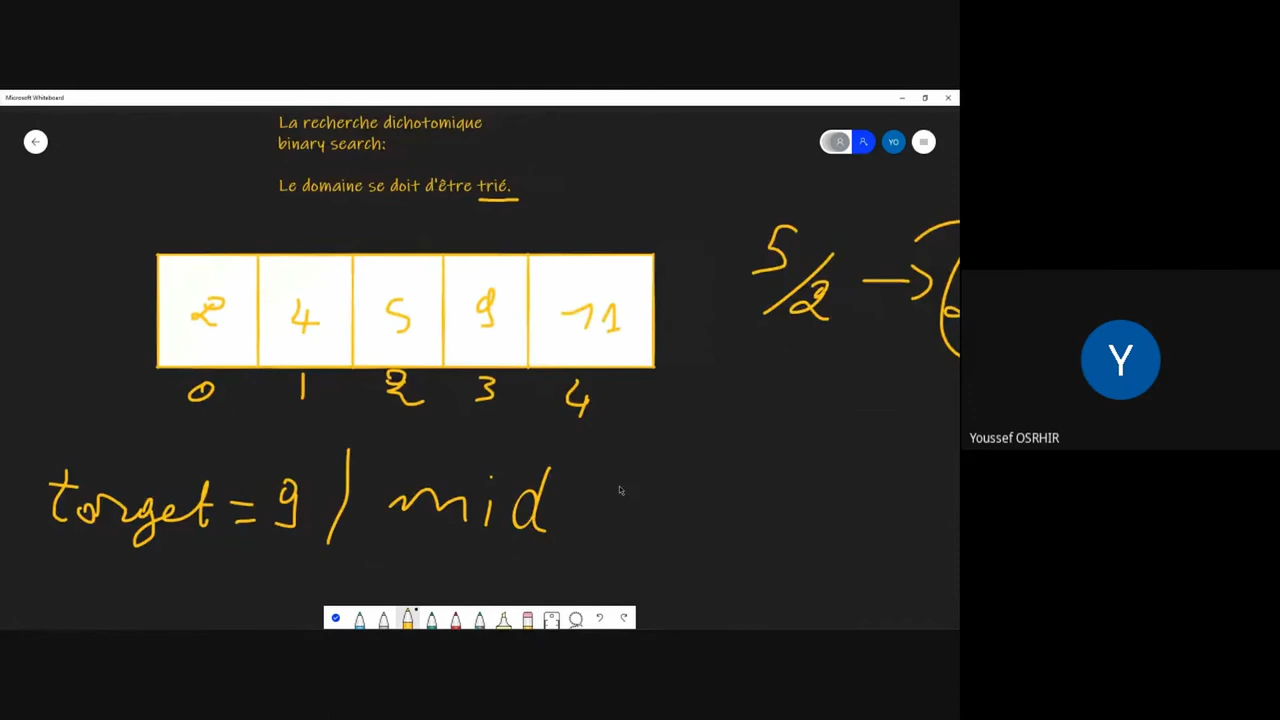 Microsoft Whiteboard
La recherche dichotomique
binary search:
YO
Le domaine se doit d'être trié.
5/2 →
2 4 5 9 11
0 1 2 3 4
target = 9 / mid
Y
Youssef OSRHIR